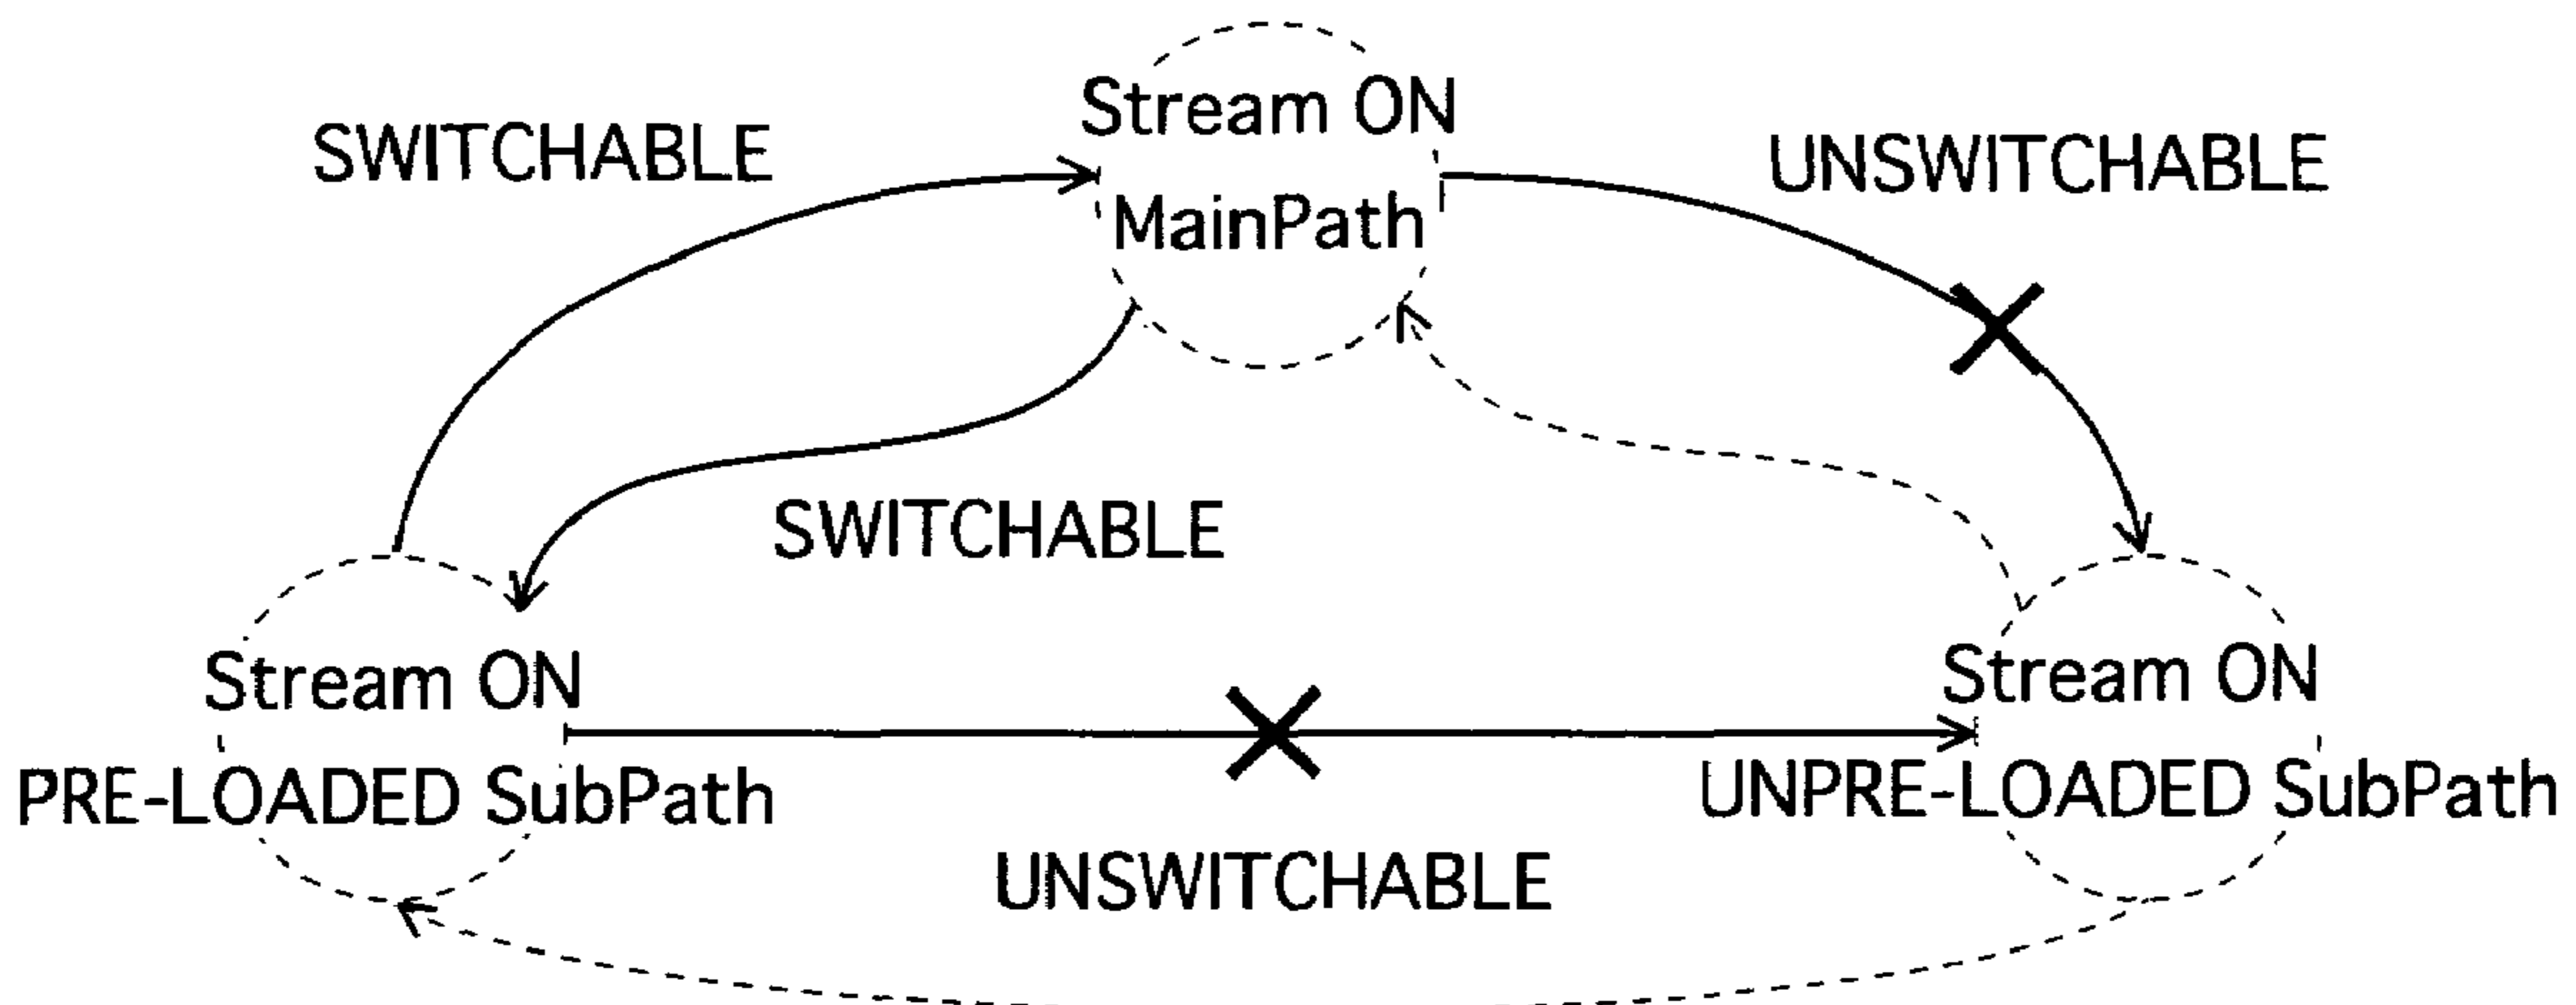 Stream ON
MainPath
SWITCHABLE
UNSWITCHABLE
SWITCHABLE
Stream ON
PRE-LOADED SubPath
Stream ON
UNPRE-LOADED SubPath
UNSWITCHABLE